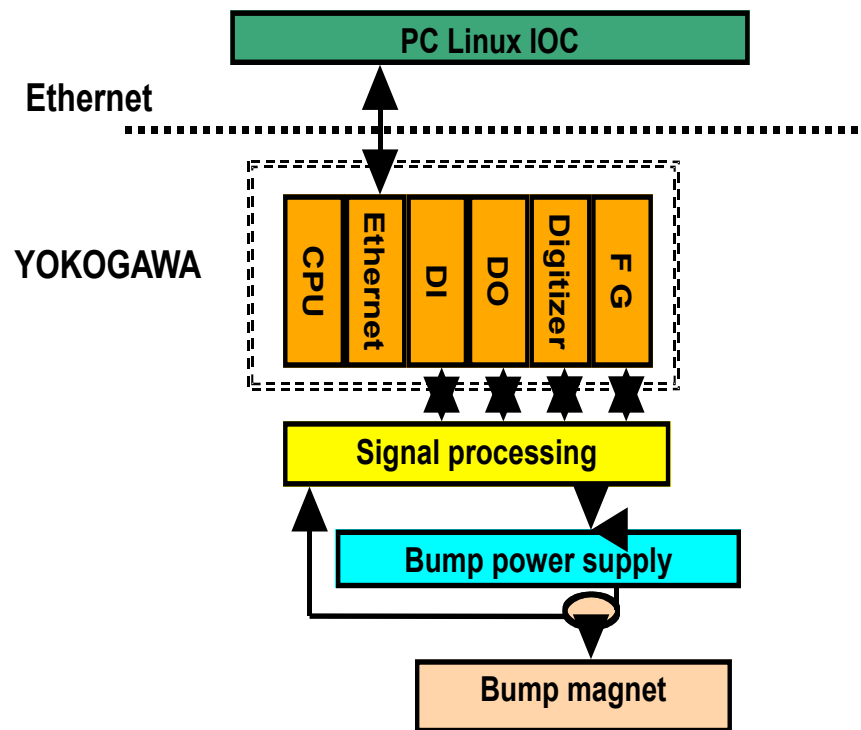 PC Linux IOC
Ethernet
YOKOGAWA
CPU
Ethernet
DI
DO
Digitizer
F G
Signal processing
Bump power supply
Bump magnet